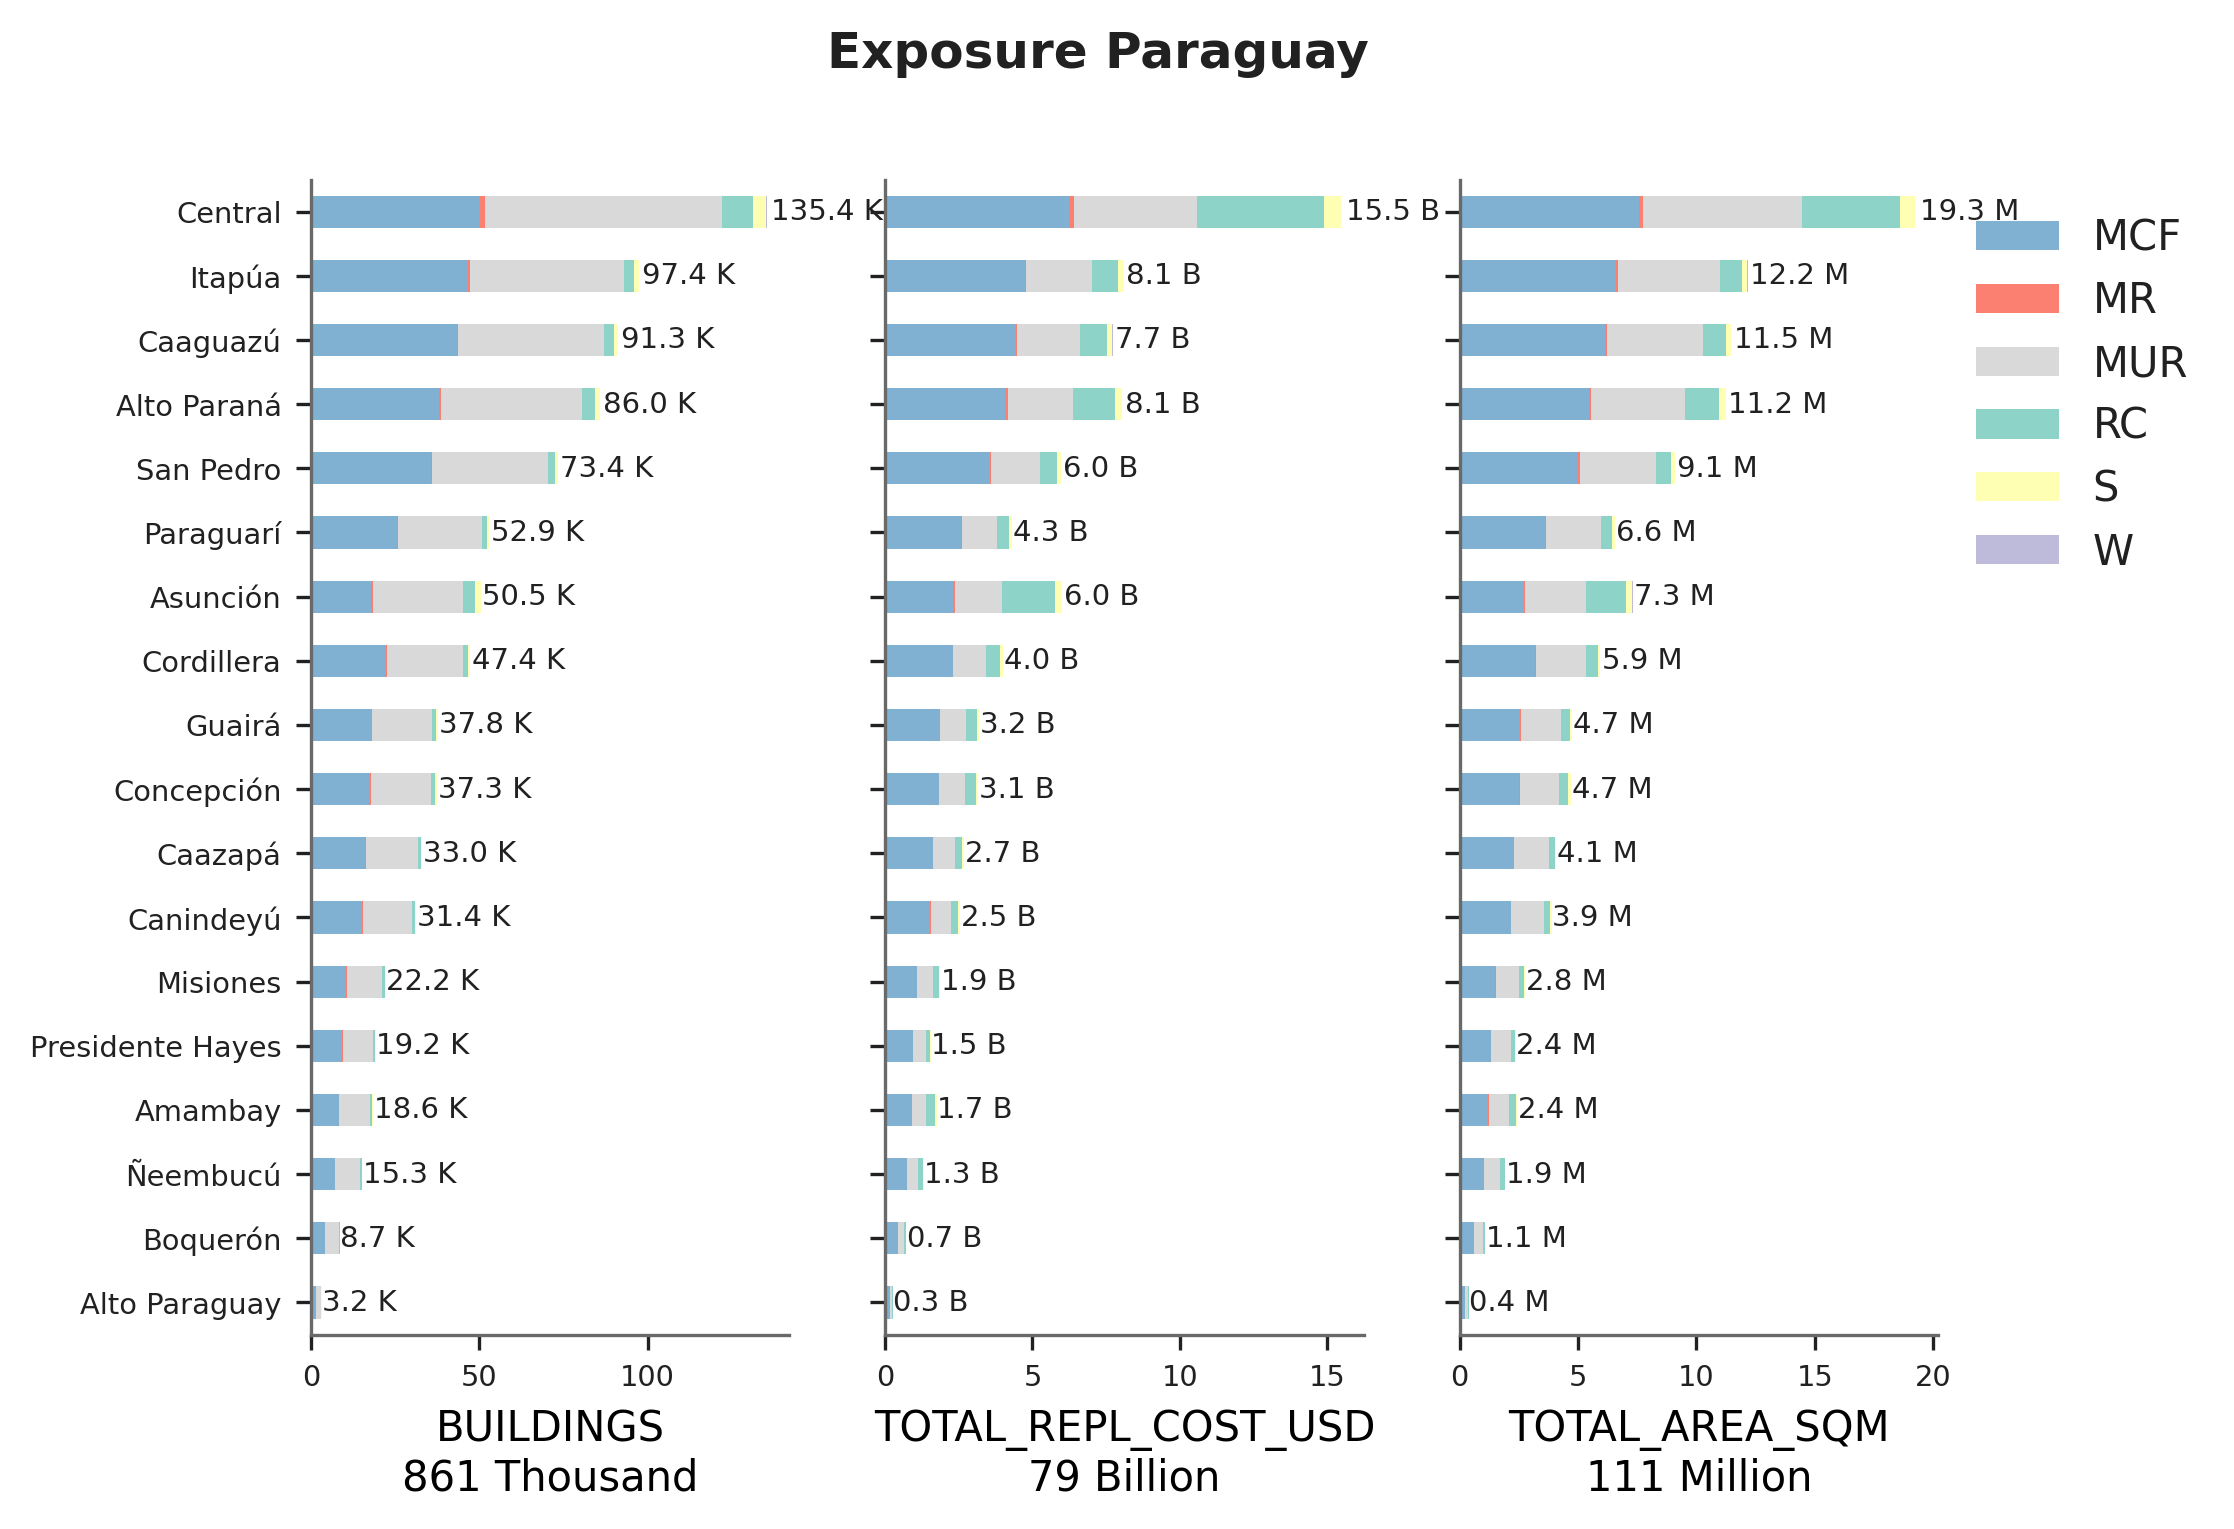 Exposure Paraguay
Central
Itapúa
Caaguazú
Alto Paraná
San Pedro
Paraguarí
Asunción
Cordillera
Guairá
Concepción
Caazapá
Canindeyú
Misiones
Presidente Hayes
Amambay
Ñeembucú
Boquerón
Alto Paraguay
135.4 K
97.4 K
91.3 K
86.0 K
73.4 K
52.9 K
50.5 K
47.4 K
37.8 K
37.3 K
33.0 K
31.4 K
22.2 K
19.2 K
18.6 K
15.3 K
8.7 K
3.2 K
0 50 100
BUILDINGS
861 Thousand
15.5 B
8.1 B
7.7 B
8.1 B
6.0 B
4.3 B
6.0 B
4.0 B
3.2 B
3.1 B
2.7 B
2.5 B
1.9 B
1.5 B
1.7 B
1.3 B
0.7 B
0.3 B
0 5 10 15
TOTAL_REPL_COST_USD
79 Billion
19.3 M
12.2 M
11.5 M
11.2 M
9.1 M
6.6 M
7.3 M
5.9 M
4.7 M
4.7 M
4.1 M
3.9 M
2.8 M
2.4 M
2.4 M
1.9 M
1.1 M
0.4 M
0 5 10 15 20
TOTAL_AREA_SQM
111 Million
MCF
MR
MUR
RC
S
W